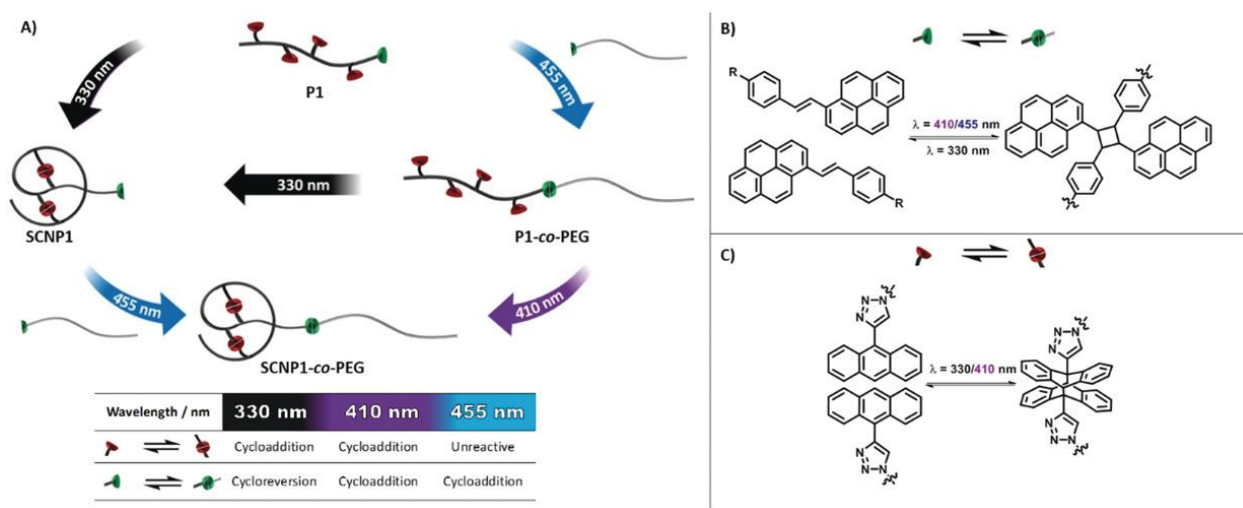 A)
P1
330 nm
455 nm
330 nm
SCNP1
P1-co-PEG
455 nm
410 nm
SCNP1-co-PEG
Wavelength / nm 330 nm 410 nm 455 nm
Cycloaddition Cycloaddition Unreactive
Cycloreversion Cycloaddition Cycloaddition
B)
R
λ = 410/455 nm
λ = 330 nm
R
C)
N=N
N
N=N
N
λ = 330/410 nm
N
N
N
N
N
N